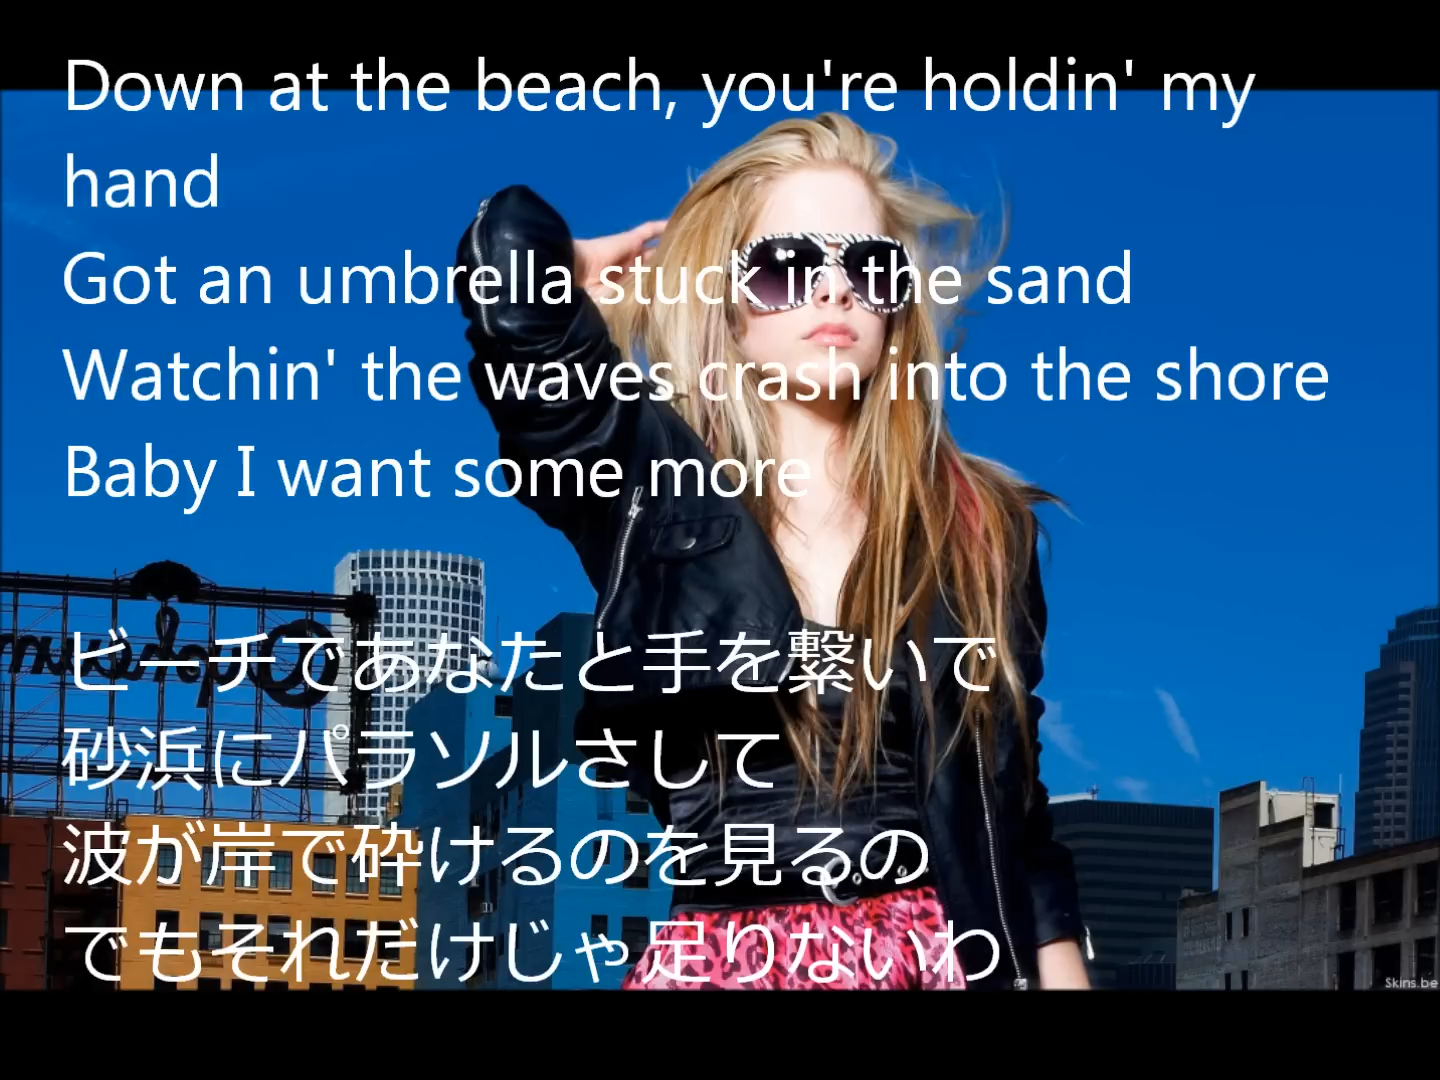 Down at the beach, you're holdin' my
hand
Got an umbrella stuck in the sand
Watchin' the waves crash into the shore
Baby I want some more
ビーチであなたと手を繋いで
砂浜にパラソルさして
波が岸で砕けるのを見るの
でもそれだけじゃ足りないわ
Skins.be